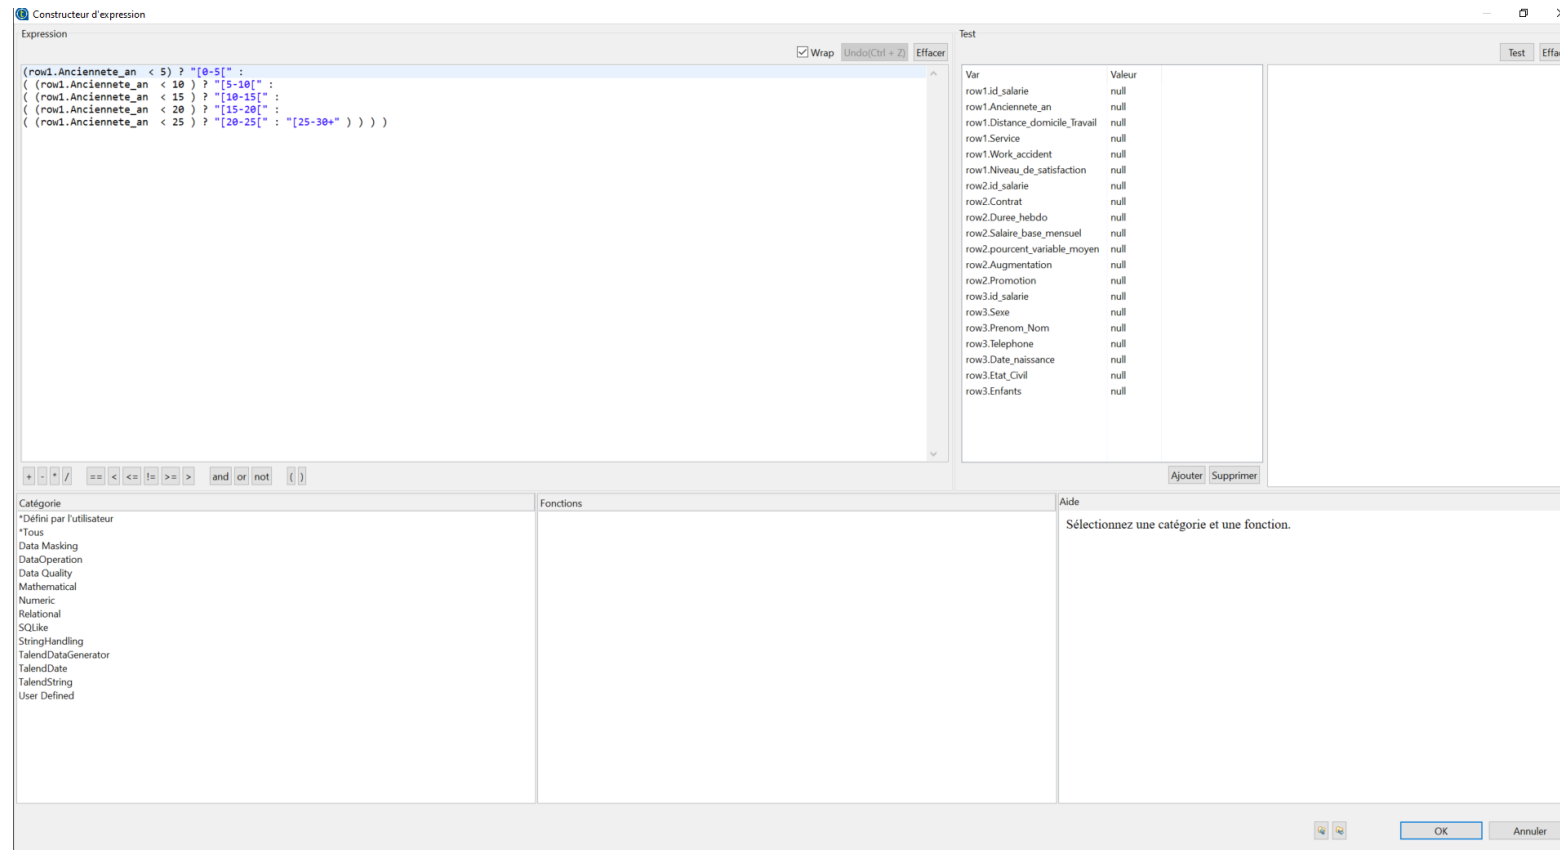 Constructeur d'expression
Expression
Wrap Undo(Ctrl + Z) Effacer
(row1.Anciennete_an  < 5) ? "[0-5[" :
( (row1.Anciennete_an  < 10 ) ? "[5-10[" :
( (row1.Anciennete_an  < 15 ) ? "[10-15[" :
( (row1.Anciennete_an  < 20 ) ? "[15-20[" :
( (row1.Anciennete_an  < 25 ) ? "[20-25[" : "[25-30+" ) ) ) )
+ - * / == < <= != >= > and or not ( )
Test
Test Effac
Var Valeur
row1.id_salarie null
row1.Anciennete_an null
row1.Distance_domicile_Travail null
row1.Service null
row1.Work_accident null
row1.Niveau_de_satisfaction null
row2.id_salarie null
row2.Contrat null
row2.Duree_hebdo null
row2.Salaire_base_mensuel null
row2.pourcent_variable_moyen null
row2.Augmentation null
row2.Promotion null
row3.id_salarie null
row3.Sexe null
row3.Prenom_Nom null
row3.Telephone null
row3.Date_naissance null
row3.Etat_Civil null
row3.Enfants null
Ajouter Supprimer
Catégorie
*Défini par l'utilisateur
*Tous
Data Masking
DataOperation
Data Quality
Mathematical
Numeric
Relational
SQLike
StringHandling
TalendDataGenerator
TalendDate
TalendString
User Defined
Fonctions
Aide
Sélectionnez une catégorie et une fonction.
OK Annuler